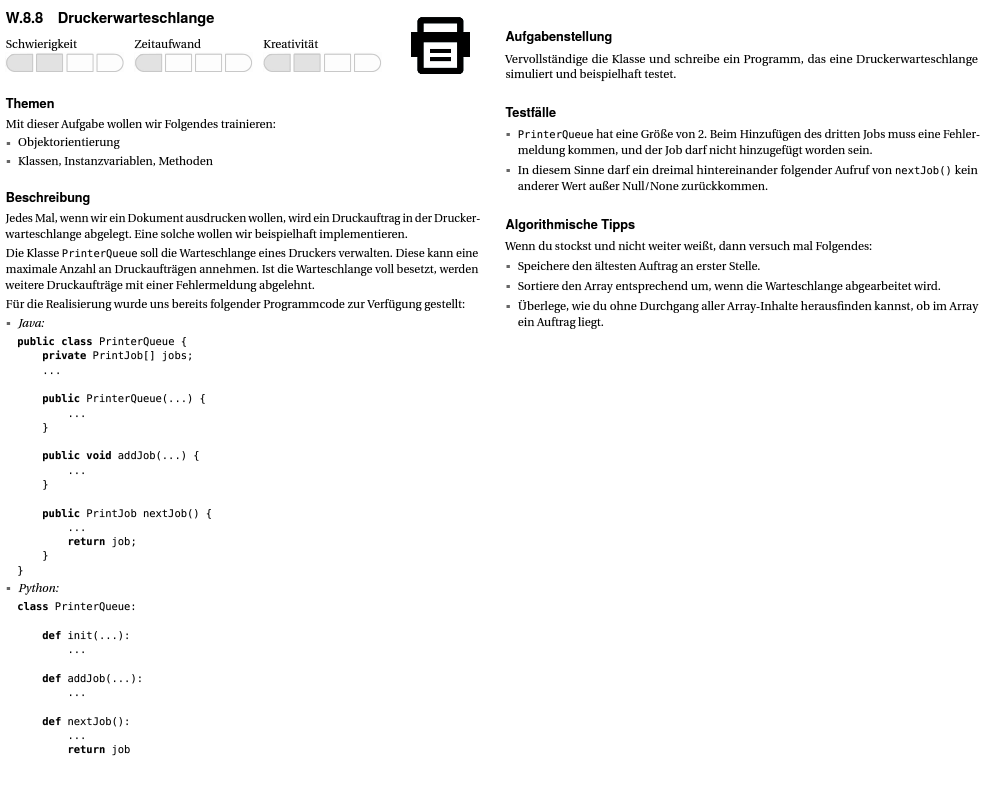 W.8.8 Druckerwarteschlange
Schwierigkeit Zeitaufwand Kreativität
Themen
Mit dieser Aufgabe wollen wir Folgendes trainieren:
▪ Objektorientierung
▪ Klassen, Instanzvariablen, Methoden
Beschreibung
Jedes Mal, wenn wir ein Dokument ausdrucken wollen, wird ein Druckauftrag in der Drucker-
warteschlange abgelegt. Eine solche wollen wir beispielhaft implementieren.
Die Klasse PrinterQueue soll die Warteschlange eines Druckers verwalten. Diese kann eine
maximale Anzahl an Druckaufträgen annehmen. Ist die Warteschlange voll besetzt, werden
weitere Druckaufträge mit einer Fehlermeldung abgelehnt.
Für die Realisierung wurde uns bereits folgender Programmcode zur Verfügung gestellt:
▪ Java:
public class PrinterQueue {
    private PrintJob[] jobs;
    ...
    public PrinterQueue(...) {
        ...
    }
    public void addJob(...) {
        ...
    }
    public PrintJob nextJob() {
        ...
        return job;
    }
}
▪ Python:
class PrinterQueue:
    def init(...):
        ...
    def addJob(...):
        ...
    def nextJob():
        ...
        return job
Aufgabenstellung
Vervollständige die Klasse und schreibe ein Programm, das eine Druckerwarteschlange
simuliert und beispielhaft testet.
Testfälle
▪ PrinterQueue hat eine Größe von 2. Beim Hinzufügen des dritten Jobs muss eine Fehler-
meldung kommen, und der Job darf nicht hinzugefügt worden sein.
▪ In diesem Sinne darf ein dreimal hintereinander folgender Aufruf von nextJob() kein
anderer Wert außer Null/None zurückkommen.
Algorithmische Tipps
Wenn du stockst und nicht weiter weißt, dann versuch mal Folgendes:
▪ Speichere den ältesten Auftrag an erster Stelle.
▪ Sortiere den Array entsprechend um, wenn die Warteschlange abgearbeitet wird.
▪ Überlege, wie du ohne Durchgang aller Array-Inhalte herausfinden kannst, ob im Array
ein Auftrag liegt.